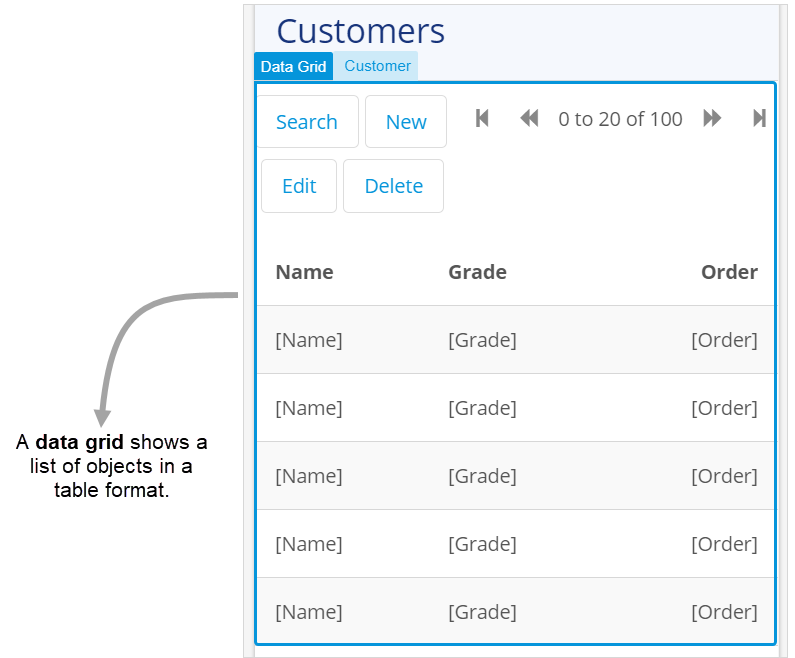 Customers
Data Grid Customer
Search New 0 to 20 of 100
Edit Delete
Name Grade Order
[Name] [Grade] [Order]
[Name] [Grade] [Order]
[Name] [Grade] [Order]
[Name] [Grade] [Order]
[Name] [Grade] [Order]
A data grid shows a
list of objects in a
table format.